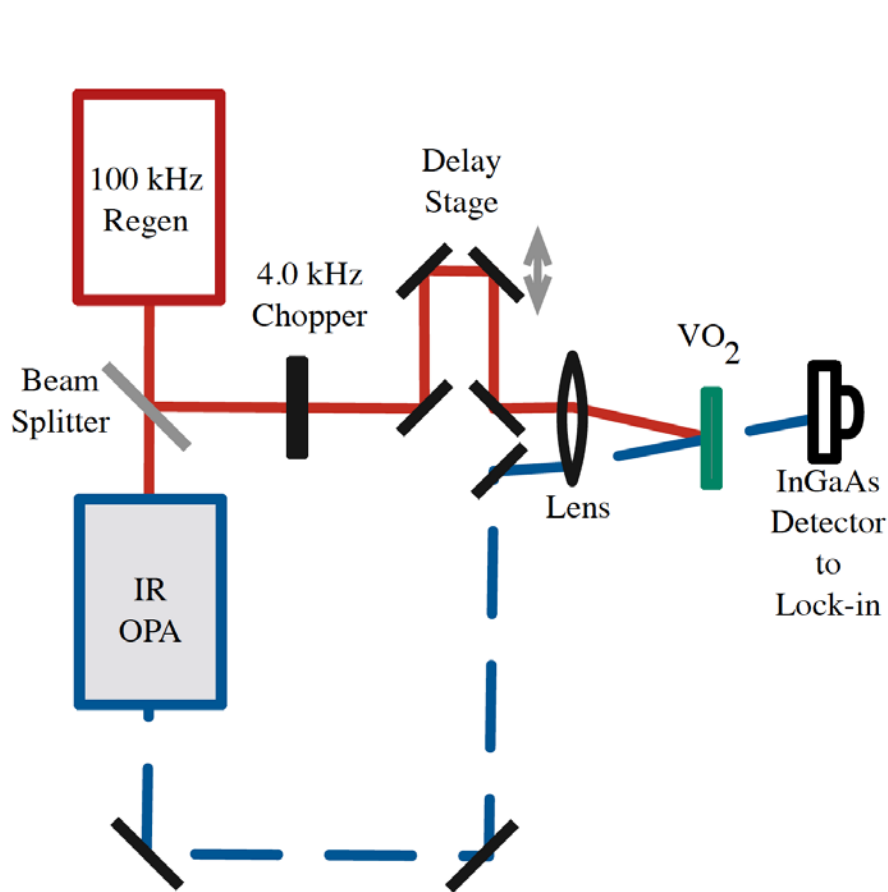 100 kHz
Regen
Delay
Stage
4.0 kHz
Chopper
VO2
Beam
Splitter
Lens
InGaAs
Detector
to
Lock-in
IR
OPA